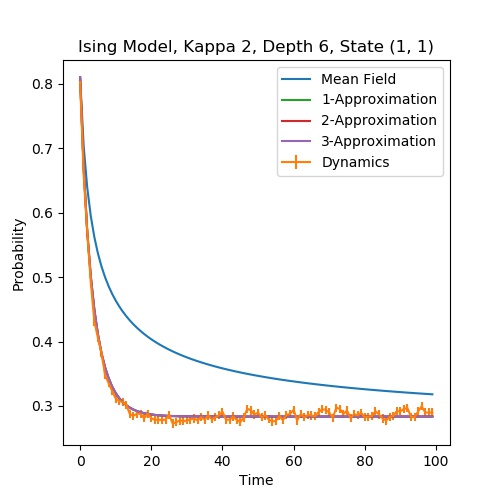 Ising Model, Kappa 2, Depth 6, State (1, 1)
Mean Field
1-Approximation
2-Approximation
3-Approximation
Dynamics
Probability
0.8
0.7
0.6
0.5
0.4
0.3
0 20 40 60 80 100
Time